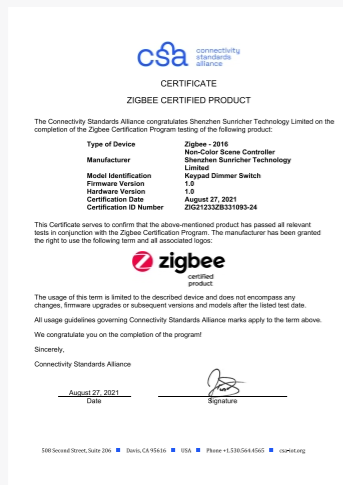 csa connectivity
standards
alliance
CERTIFICATE
ZIGBEE CERTIFIED PRODUCT
The Connectivity Standards Alliance congratulates Shenzhen Sunricher Technology Limited on the
completion of the Zigbee Certification Program testing of the following product:
Type of Device Zigbee - 2016
Non-Color Scene Controller
Manufacturer Shenzhen Sunricher Technology
Limited
Model Identification Keypad Dimmer Switch
Firmware Version 1.0
Hardware Version 1.0
Certification Date August 27, 2021
Certification ID Number ZIG21233ZB331093-24
This Certificate serves to confirm that the above-mentioned product has passed all relevant
tests in conjunction with the Zigbee Certification Program. The manufacturer has been granted
the right to use the following term and all associated logos:
zigbee
certified
product
The usage of this term is limited to the described device and does not encompass any
changes, firmware upgrades or subsequent versions and models after the listed test date.
All usage guidelines governing Connectivity Standards Alliance marks apply to the term above.
We congratulate you on the completion of the program!
Sincerely,
Connectivity Standards Alliance
August 27, 2021
Date Signature
508 Second Street, Suite 206 ■ Davis, CA 95616 ■ USA ■ Phone +1.530.564.4565 ■ csa-iot.org